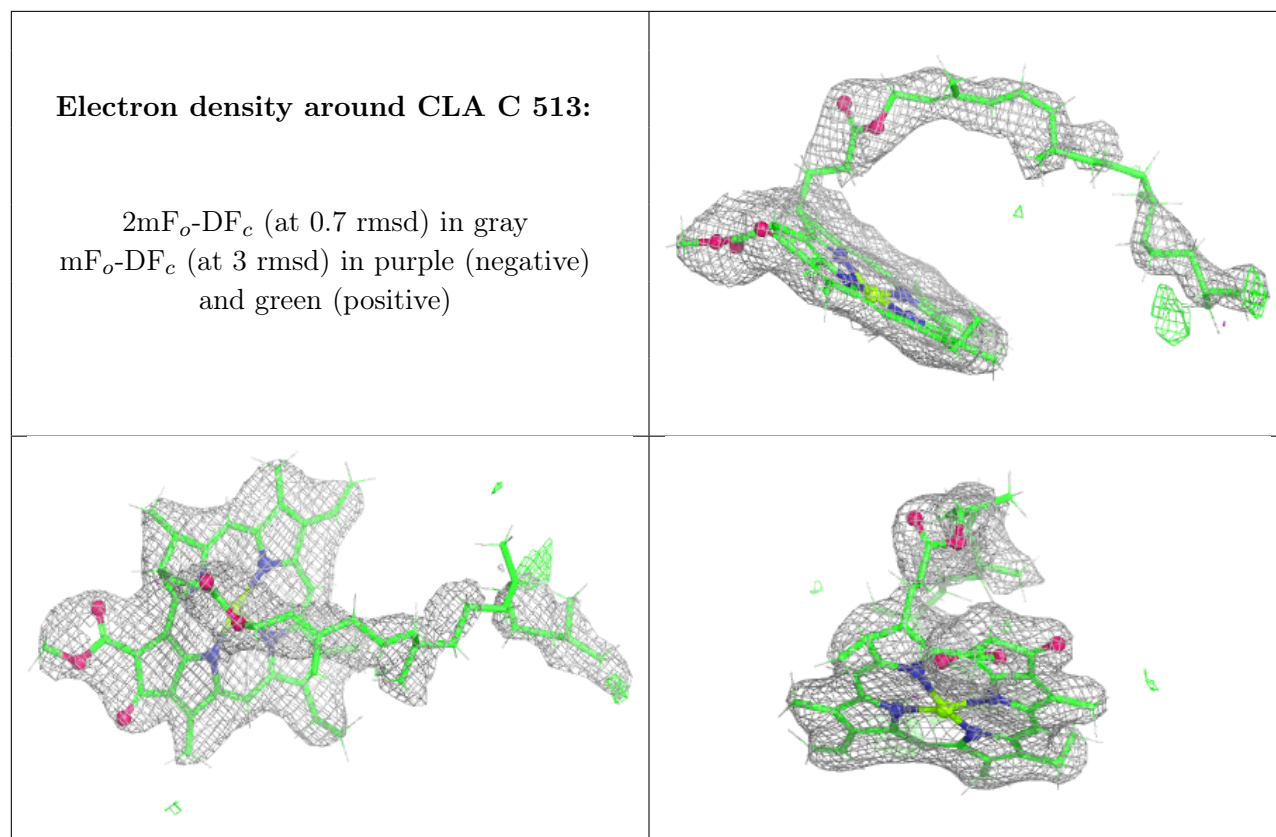 Electron density around CLA C 513:
2mFo-DFc (at 0.7 rmsd) in gray
mFo-DFc (at 3 rmsd) in purple (negative)
and green (positive)